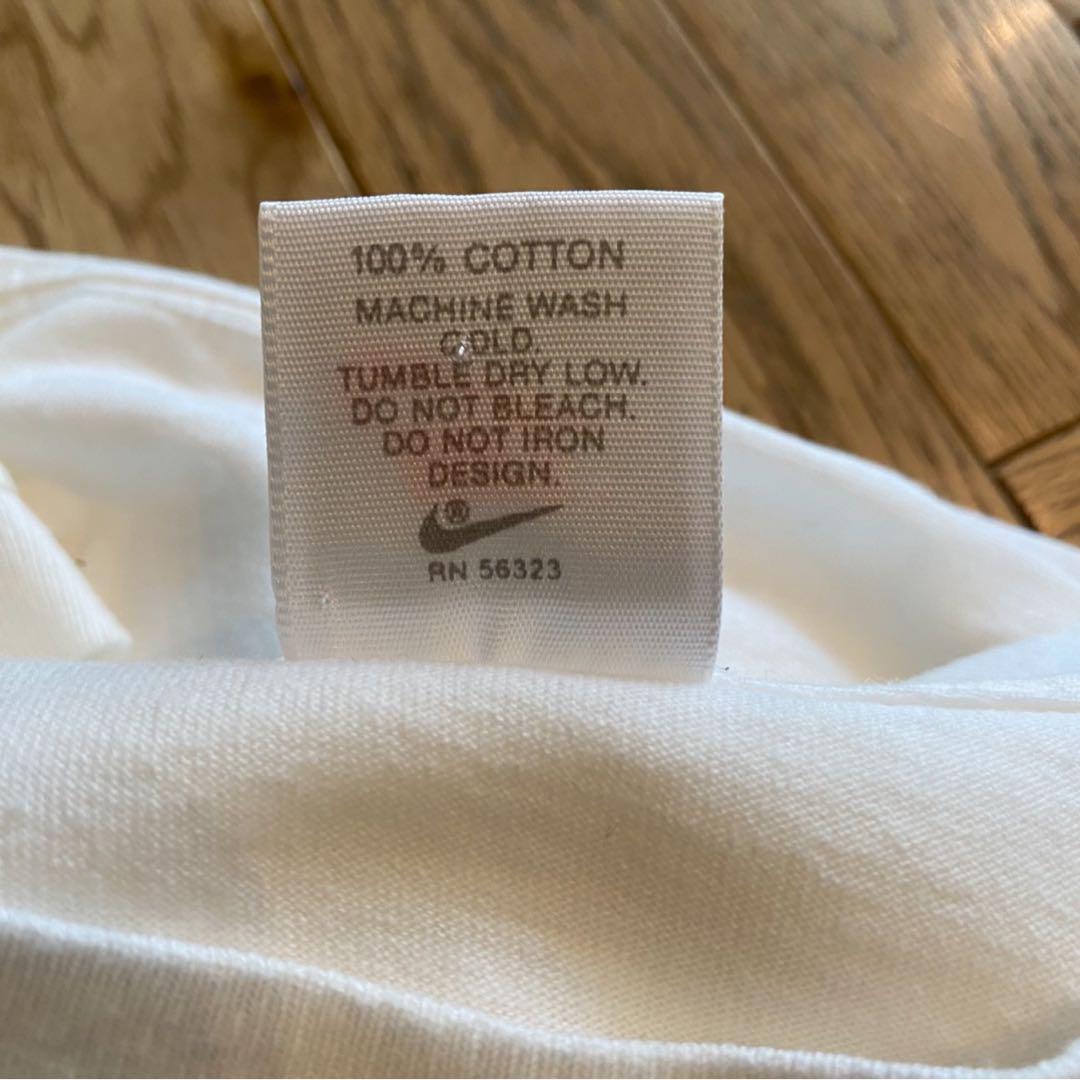 100% COTTON
MACHINE WASH
COLD.
TUMBLE DRY LOW.
DO NOT BLEACH.
DO NOT IRON
DESIGN.
®
RN 56323